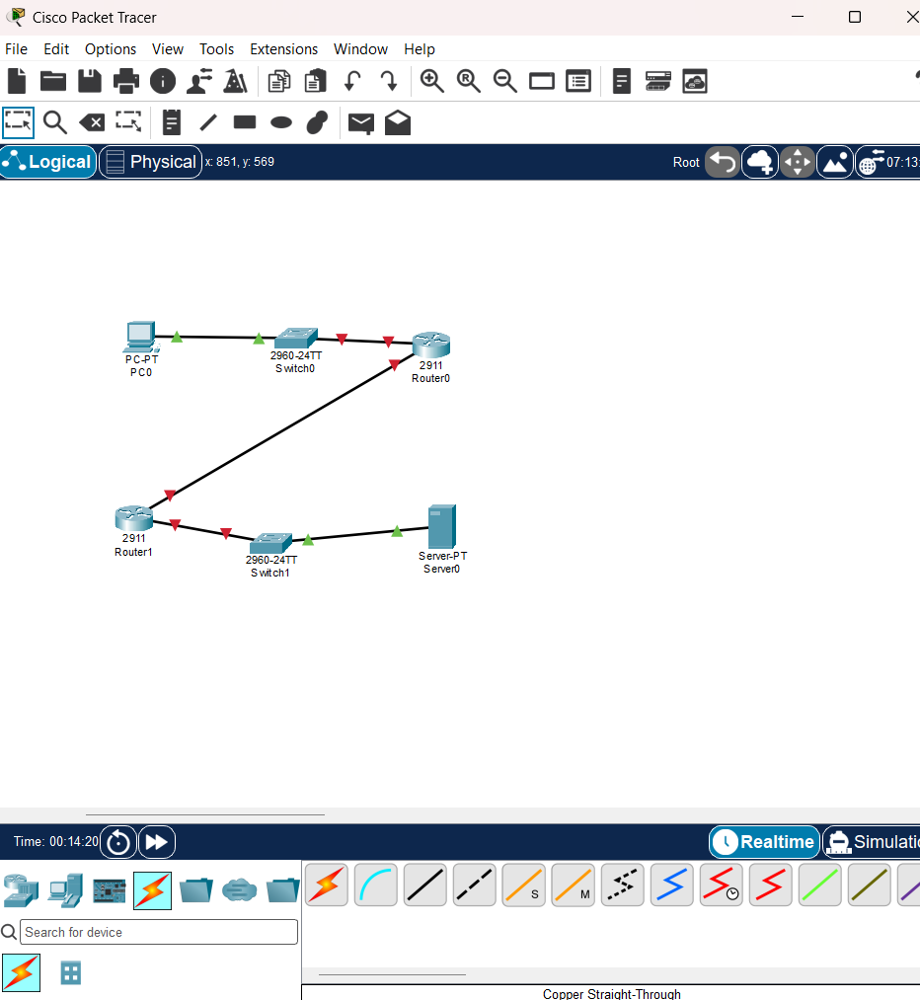 Cisco Packet Tracer
File Edit Options View Tools Extensions Window Help
Logical Physical x: 851, y: 569 Root 07:13:
PC-PT
PC0
2960-24TT
Switch0
2911
Router0
2911
Router1
2960-24TT
Switch1
Server-PT
Server0
Time: 00:14:20 Realtime Simulati
S M
Search for device
Copper Straight-Through